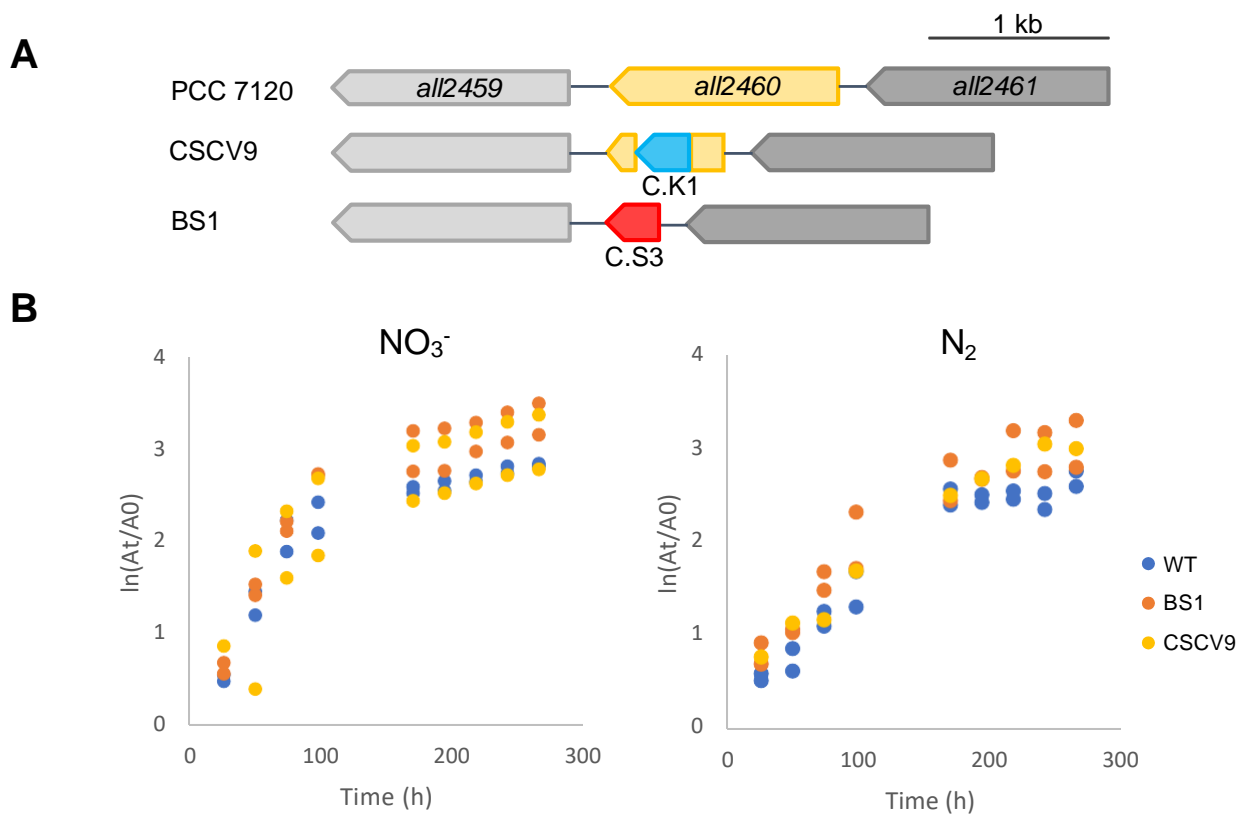 A
1 kb
PCC 7120
all2459
all2460
all2461
CSCV9
C.K1
BS1
C.S3
B
NO₃⁻
N₂
4
3
2
1
0
ln(At/A0)
0
100
200
300
Time (h)
4
3
2
1
0
ln(At/A0)
0
100
200
300
Time (h)
WT
BS1
CSCV9